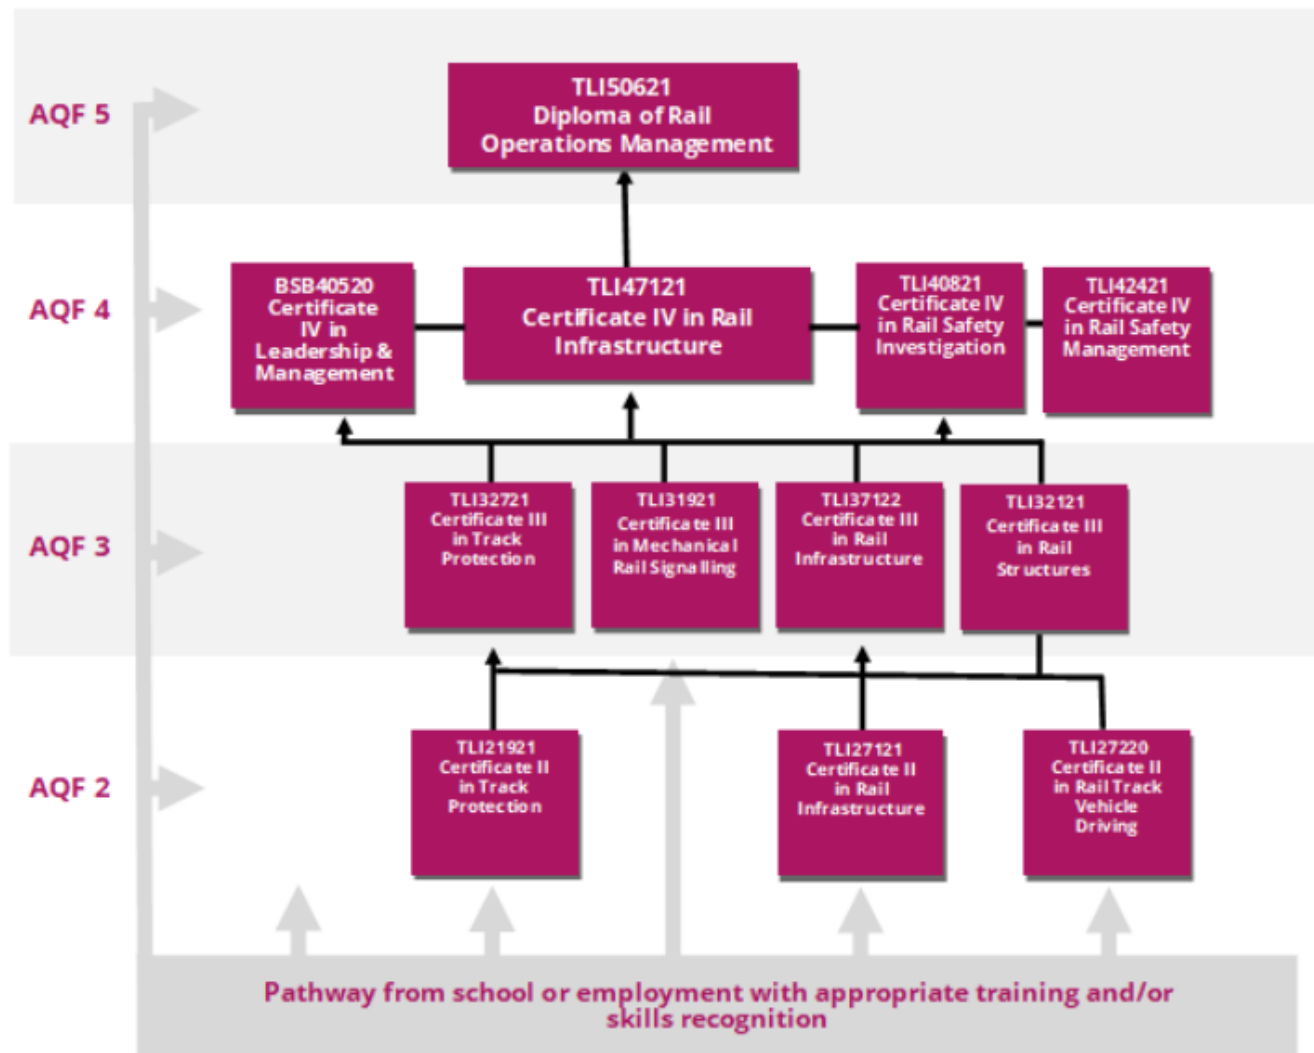 AQF 5
TLI50621
Diploma of Rail
Operations Management
AQF 4
BSB40520
Certificate
IV in
Leadership &
Management
TLI47121
Certificate IV in Rail
Infrastructure
TLI40821
Certificate IV
in Rail Safety
Investigation
TLI42421
Certificate IV
in Rail Safety
Management
AQF 3
TLI32721
Certificate III
in Track
Protection
TLI31921
Certificate III
in Mechanical
Rail Signalling
TLI37122
Certificate III
in Rail
Infrastructure
TLI32121
Certificate III
in Rail
Structures
AQF 2
TLI21921
Certificate II
in Track
Protection
TLI27121
Certificate II
in Rail
Infrastructure
TLI27220
Certificate II
in Rail Track
Vehicle
Driving
Pathway from school or employment with appropriate training and/or
skills recognition